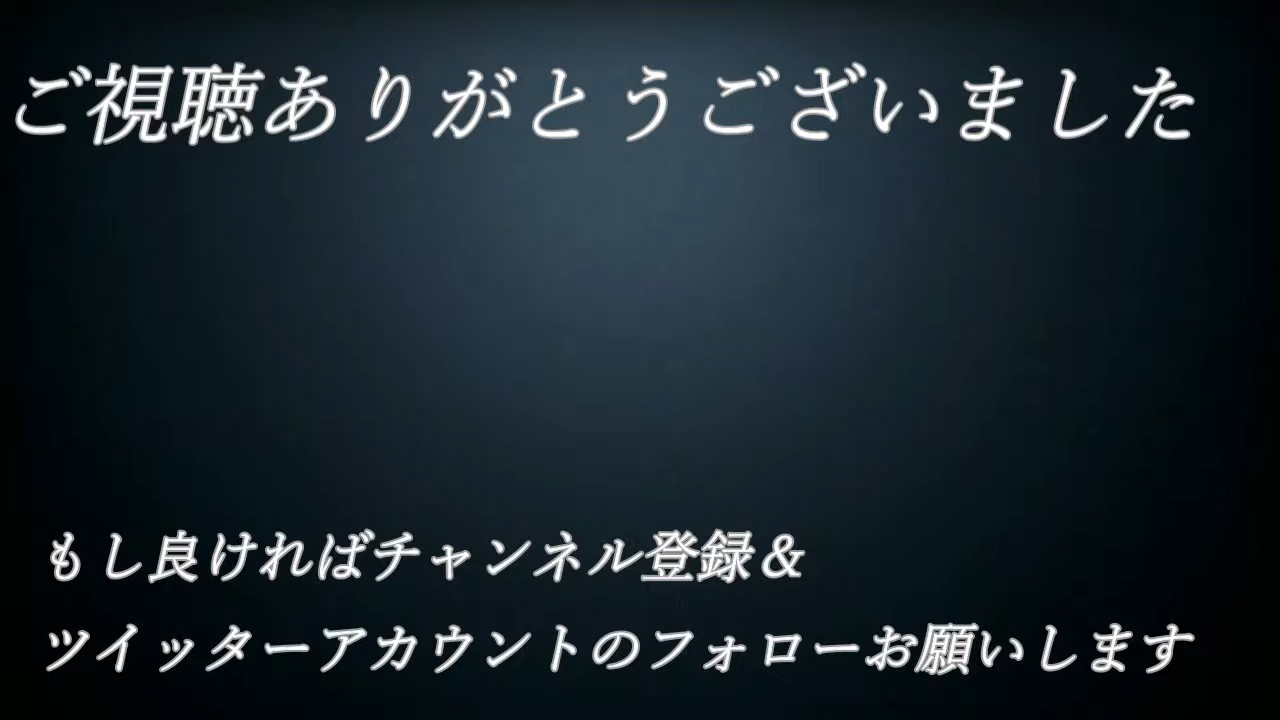 ご視聴ありがとうございました
もし良ければチャンネル登録＆
ツイッターアカウントのフォローお願いします